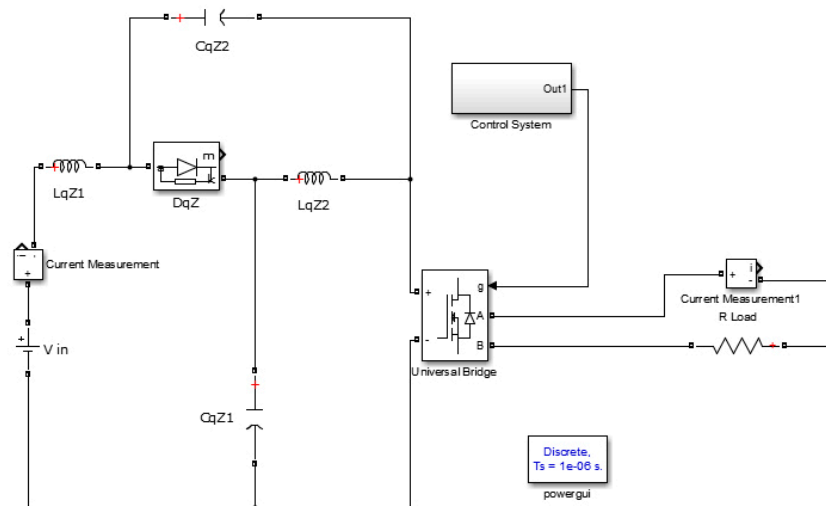 CqZ2
Out1
Control System
m
k
LqZ1
DqZ
LqZ2
i
+
Current Measurement
+
-
g
A
B
Universal Bridge
+
-
i
Current Measurement1
R Load
+
V in
CqZ1
Discrete,
Ts = 1e-06 s.
powergui